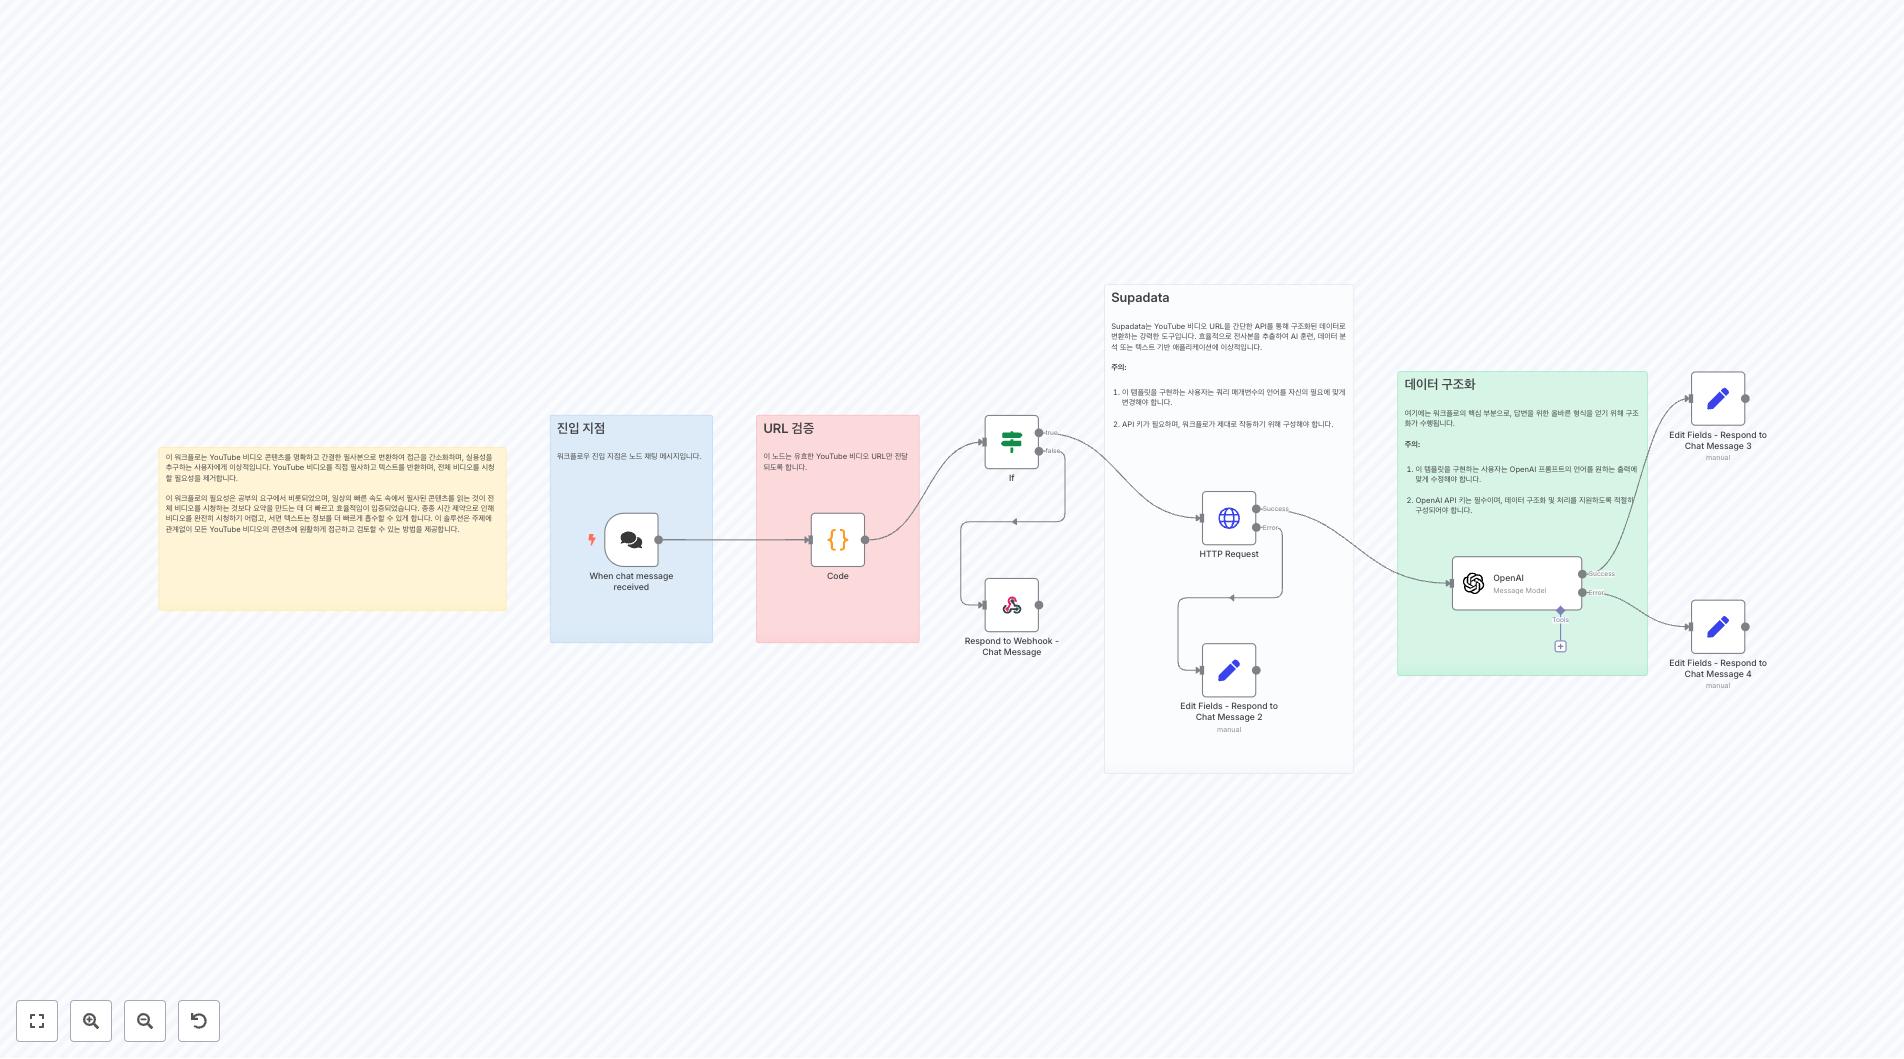 이 워크플로는 YouTube 비디오 콘텐츠를 명확하고 간결한 필사본으로 변환하여 접근을 간소화하며, 실용성을
추구하는 사용자에게 이상적입니다. YouTube 비디오를 직접 필사하고 텍스트를 반환하며, 전체 비디오를 시청
할 필요성을 제거합니다.
이 워크플로의 필요성은 공부의 요구에서 비롯되었으며, 일상의 빠른 속도 속에서 필사된 콘텐츠를 읽는 것이 전
체 비디오를 시청하는 것보다 요약을 만드는 데 더 빠르고 효율적임이 입증되었습니다. 종종 시간 제약으로 인해
비디오를 완전히 시청하기 어렵고, 서면 텍스트는 정보를 더 빠르게 흡수할 수 있게 합니다. 이 솔루션은 주제에
관계없이 모든 YouTube 비디오의 콘텐츠에 원활하게 접근하고 검토할 수 있는 방법을 제공합니다.
진입 지점
워크플로우 진입 지점은 노드 채팅 메시지입니다.
When chat message
received
URL 검증
이 노드는 유효한 YouTube 비디오 URL만 전달
되도록 합니다.
Code
true
false
If
Respond to Webhook -
Chat Message
Supadata
Supadata는 YouTube 비디오 URL을 간단한 API를 통해 구조화된 데이터로
변환하는 강력한 도구입니다. 효율적으로 전사본을 추출하여 AI 훈련, 데이터 분
석 또는 텍스트 기반 애플리케이션에 이상적입니다.
주의:
1. 이 템플릿을 구현하는 사용자는 쿼리 매개변수의 언어를 자신의 필요에 맞게
변경해야 합니다.
2. API 키가 필요하며, 워크플로가 제대로 작동하기 위해 구성해야 합니다.
Success
Error
HTTP Request
Edit Fields - Respond to
Chat Message 2
manual
데이터 구조화
여기에는 워크플로의 핵심 부분으로, 답변을 위한 올바른 형식을 얻기 위해 구조
화가 수행됩니다.
주의:
1. 이 템플릿을 구현하는 사용자는 OpenAI 프롬프트의 언어를 원하는 출력에
맞게 수정해야 합니다.
2. OpenAI API 키는 필수이며, 데이터 구조화 및 처리를 지원하도록 적절히
구성되어야 합니다.
OpenAI
Message Model
Success
Error
Tools
Edit Fields - Respond to
Chat Message 3
manual
Edit Fields - Respond to
Chat Message 4
manual